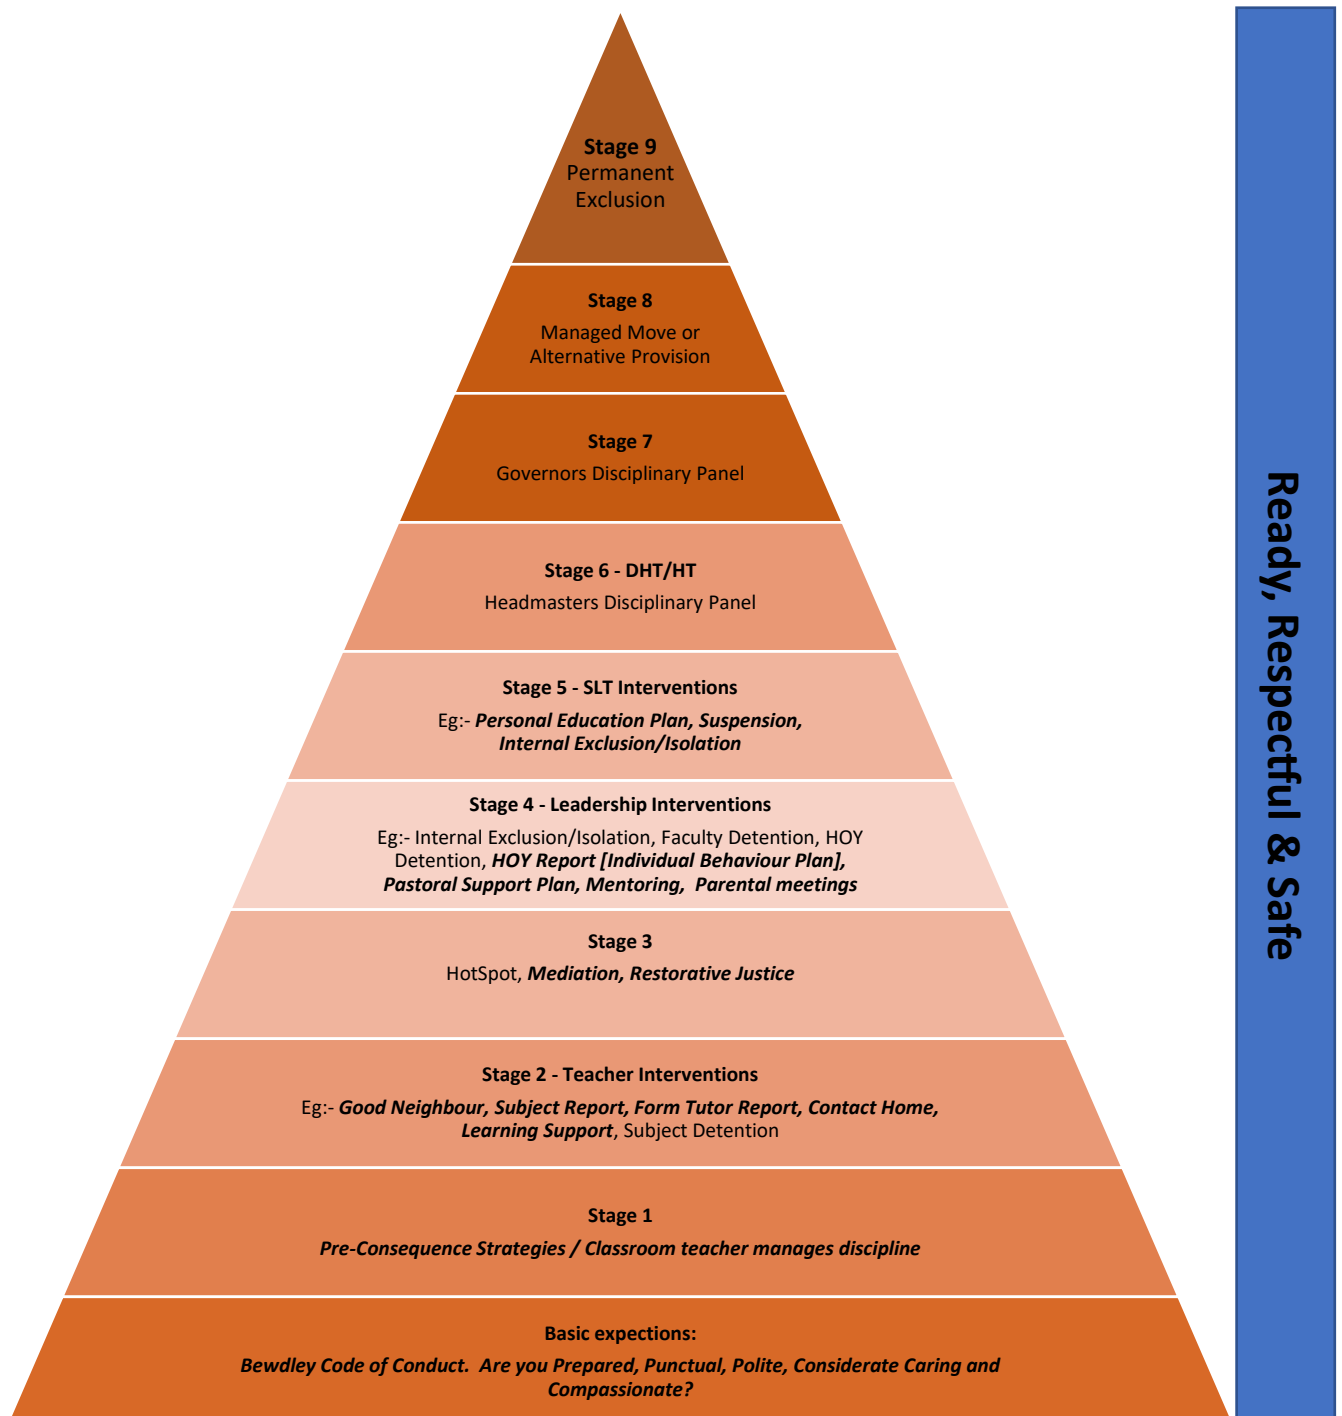 Stage 9
Permanent
Exclusion
Stage 8
Managed Move or
Alternative Provision
Stage 7
Governors Disciplinary Panel
Stage 6 - DHT/HT
Headmasters Disciplinary Panel
Stage 5 - SLT Interventions
Eg:- Personal Education Plan, Suspension,
Internal Exclusion/Isolation
Stage 4 - Leadership Interventions
Eg:- Internal Exclusion/Isolation, Faculty Detention, HOY
Detention, HOY Report [Individual Behaviour Plan],
Pastoral Support Plan, Mentoring, Parental meetings
Stage 3
HotSpot, Mediation, Restorative Justice
Stage 2 - Teacher Interventions
Eg:- Good Neighbour, Subject Report, Form Tutor Report, Contact Home,
Learning Support, Subject Detention
Stage 1
Pre-Consequence Strategies / Classroom teacher manages discipline
Basic expections:
Bewdley Code of Conduct. Are you Prepared, Punctual, Polite, Considerate Caring and
Compassionate?
Ready, Respectful & Safe